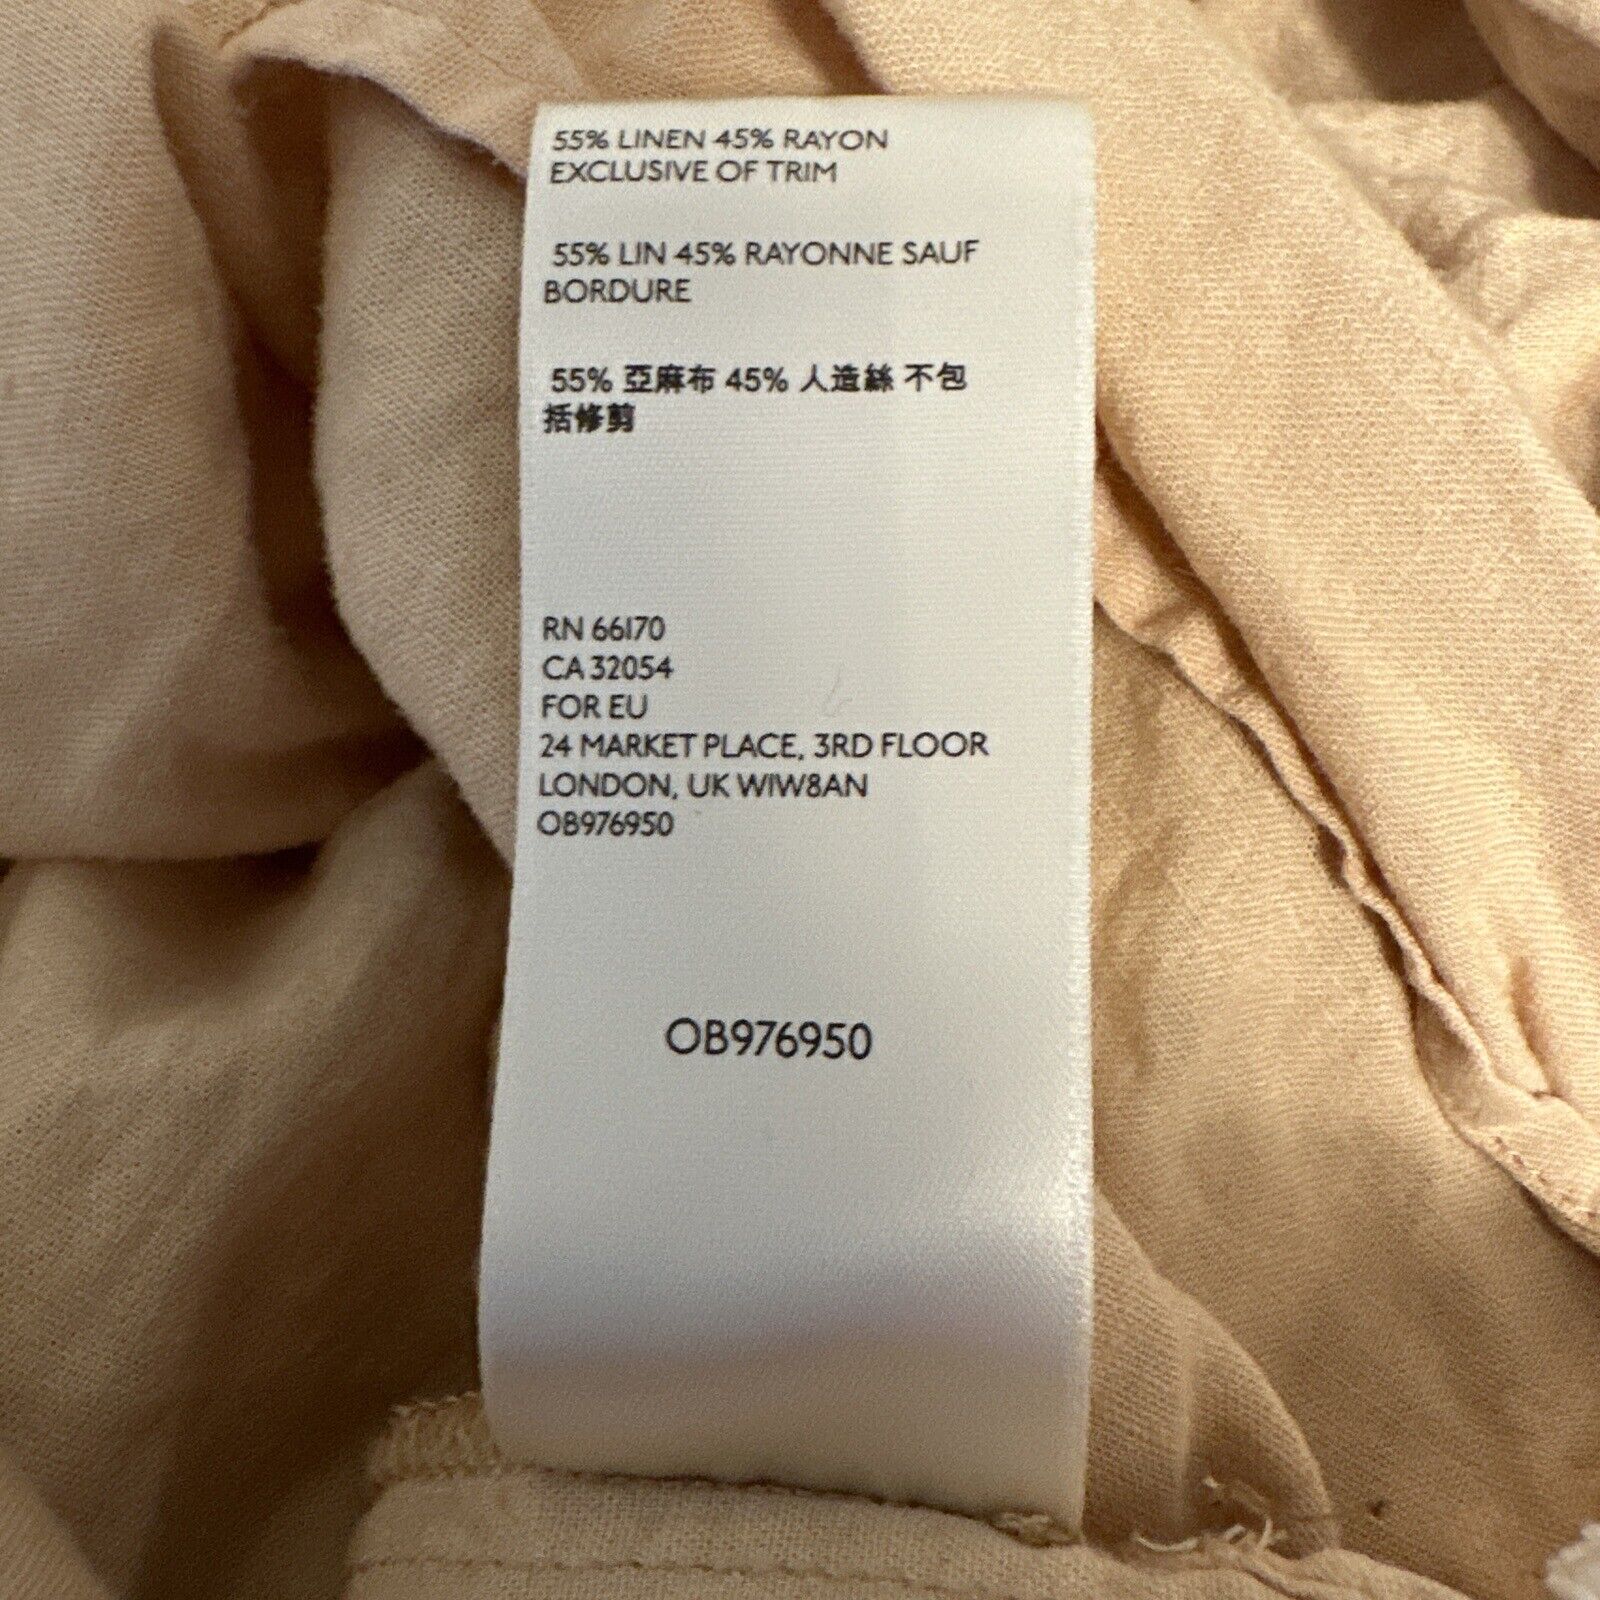 55% LINEN 45% RAYON
EXCLUSIVE OF TRIM
55% LIN 45% RAYONNE SAUF
BORDURE
55% 亞麻布 45% 人造絲 不包
括修剪
RN 66170
CA 32054
FOR EU
24 MARKET PLACE, 3RD FLOOR
LONDON, UK W1W8AN
OB976950
OB976950